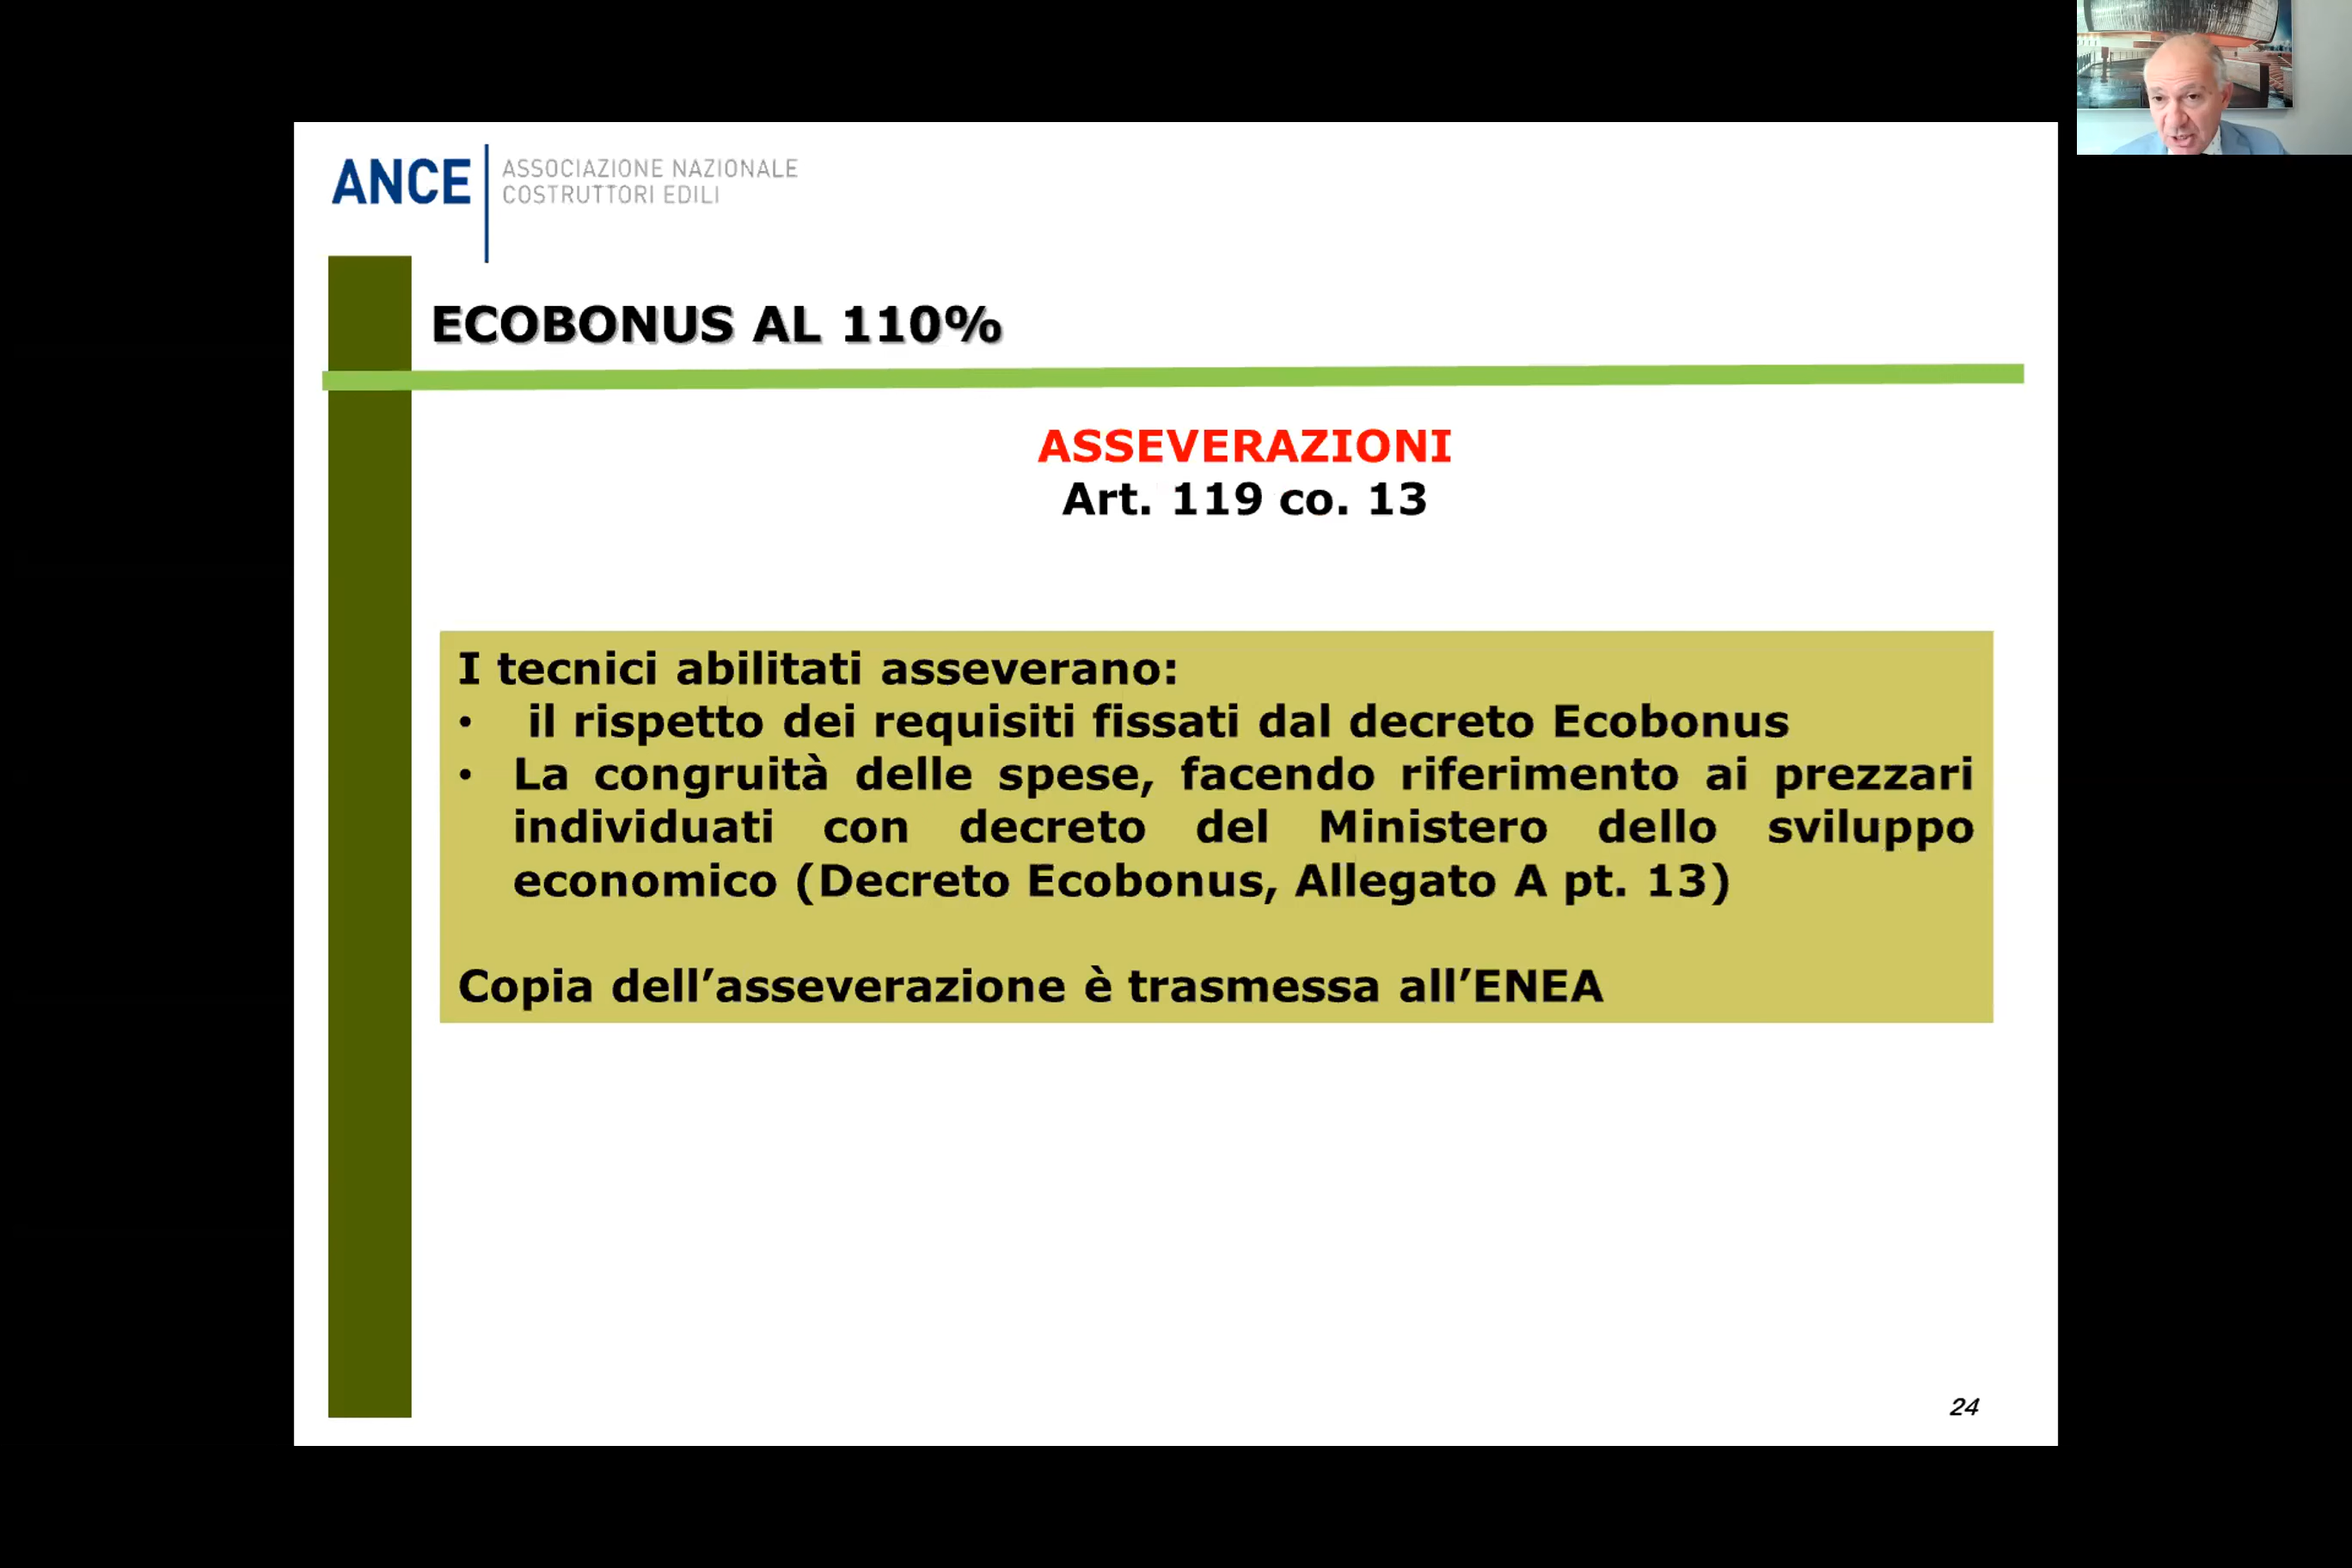 ANCE
ASSOCIAZIONE NAZIONALE
COSTRUTTORI EDILI
ECOBONUS AL 110%
ASSEVERAZIONI
Art. 119 co. 13
I tecnici abilitati asseverano:
• il rispetto dei requisiti fissati dal decreto Ecobonus
• La congruità delle spese, facendo riferimento ai prezzari
individuati con decreto del Ministero dello sviluppo
economico (Decreto Ecobonus, Allegato A pt. 13)
Copia dell’asseverazione è trasmessa all’ENEA
24